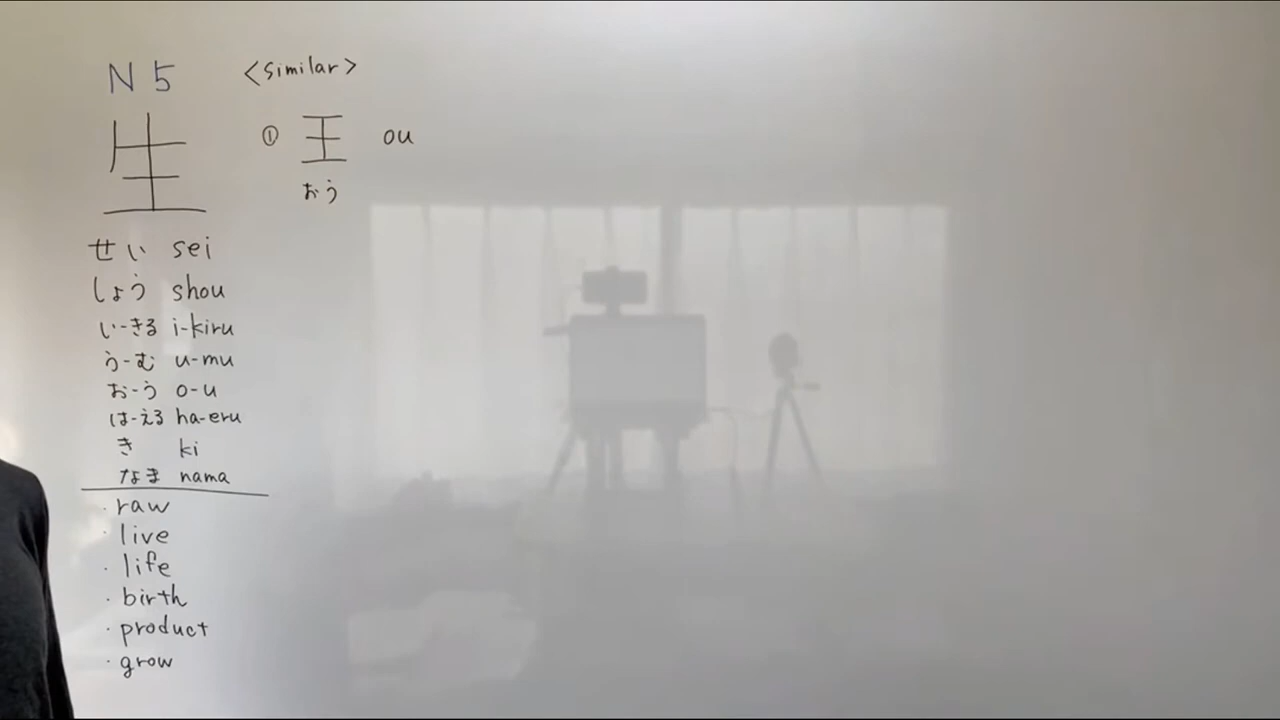 N 5
生
せい sei
しょう shou
い-きる i-kiru
う-む u-mu
お-う o-u
は-える ha-eru
き ki
なま nama
・raw
・live
・life
・birth
・product
・grow
<similar>
① 王 ou
おう